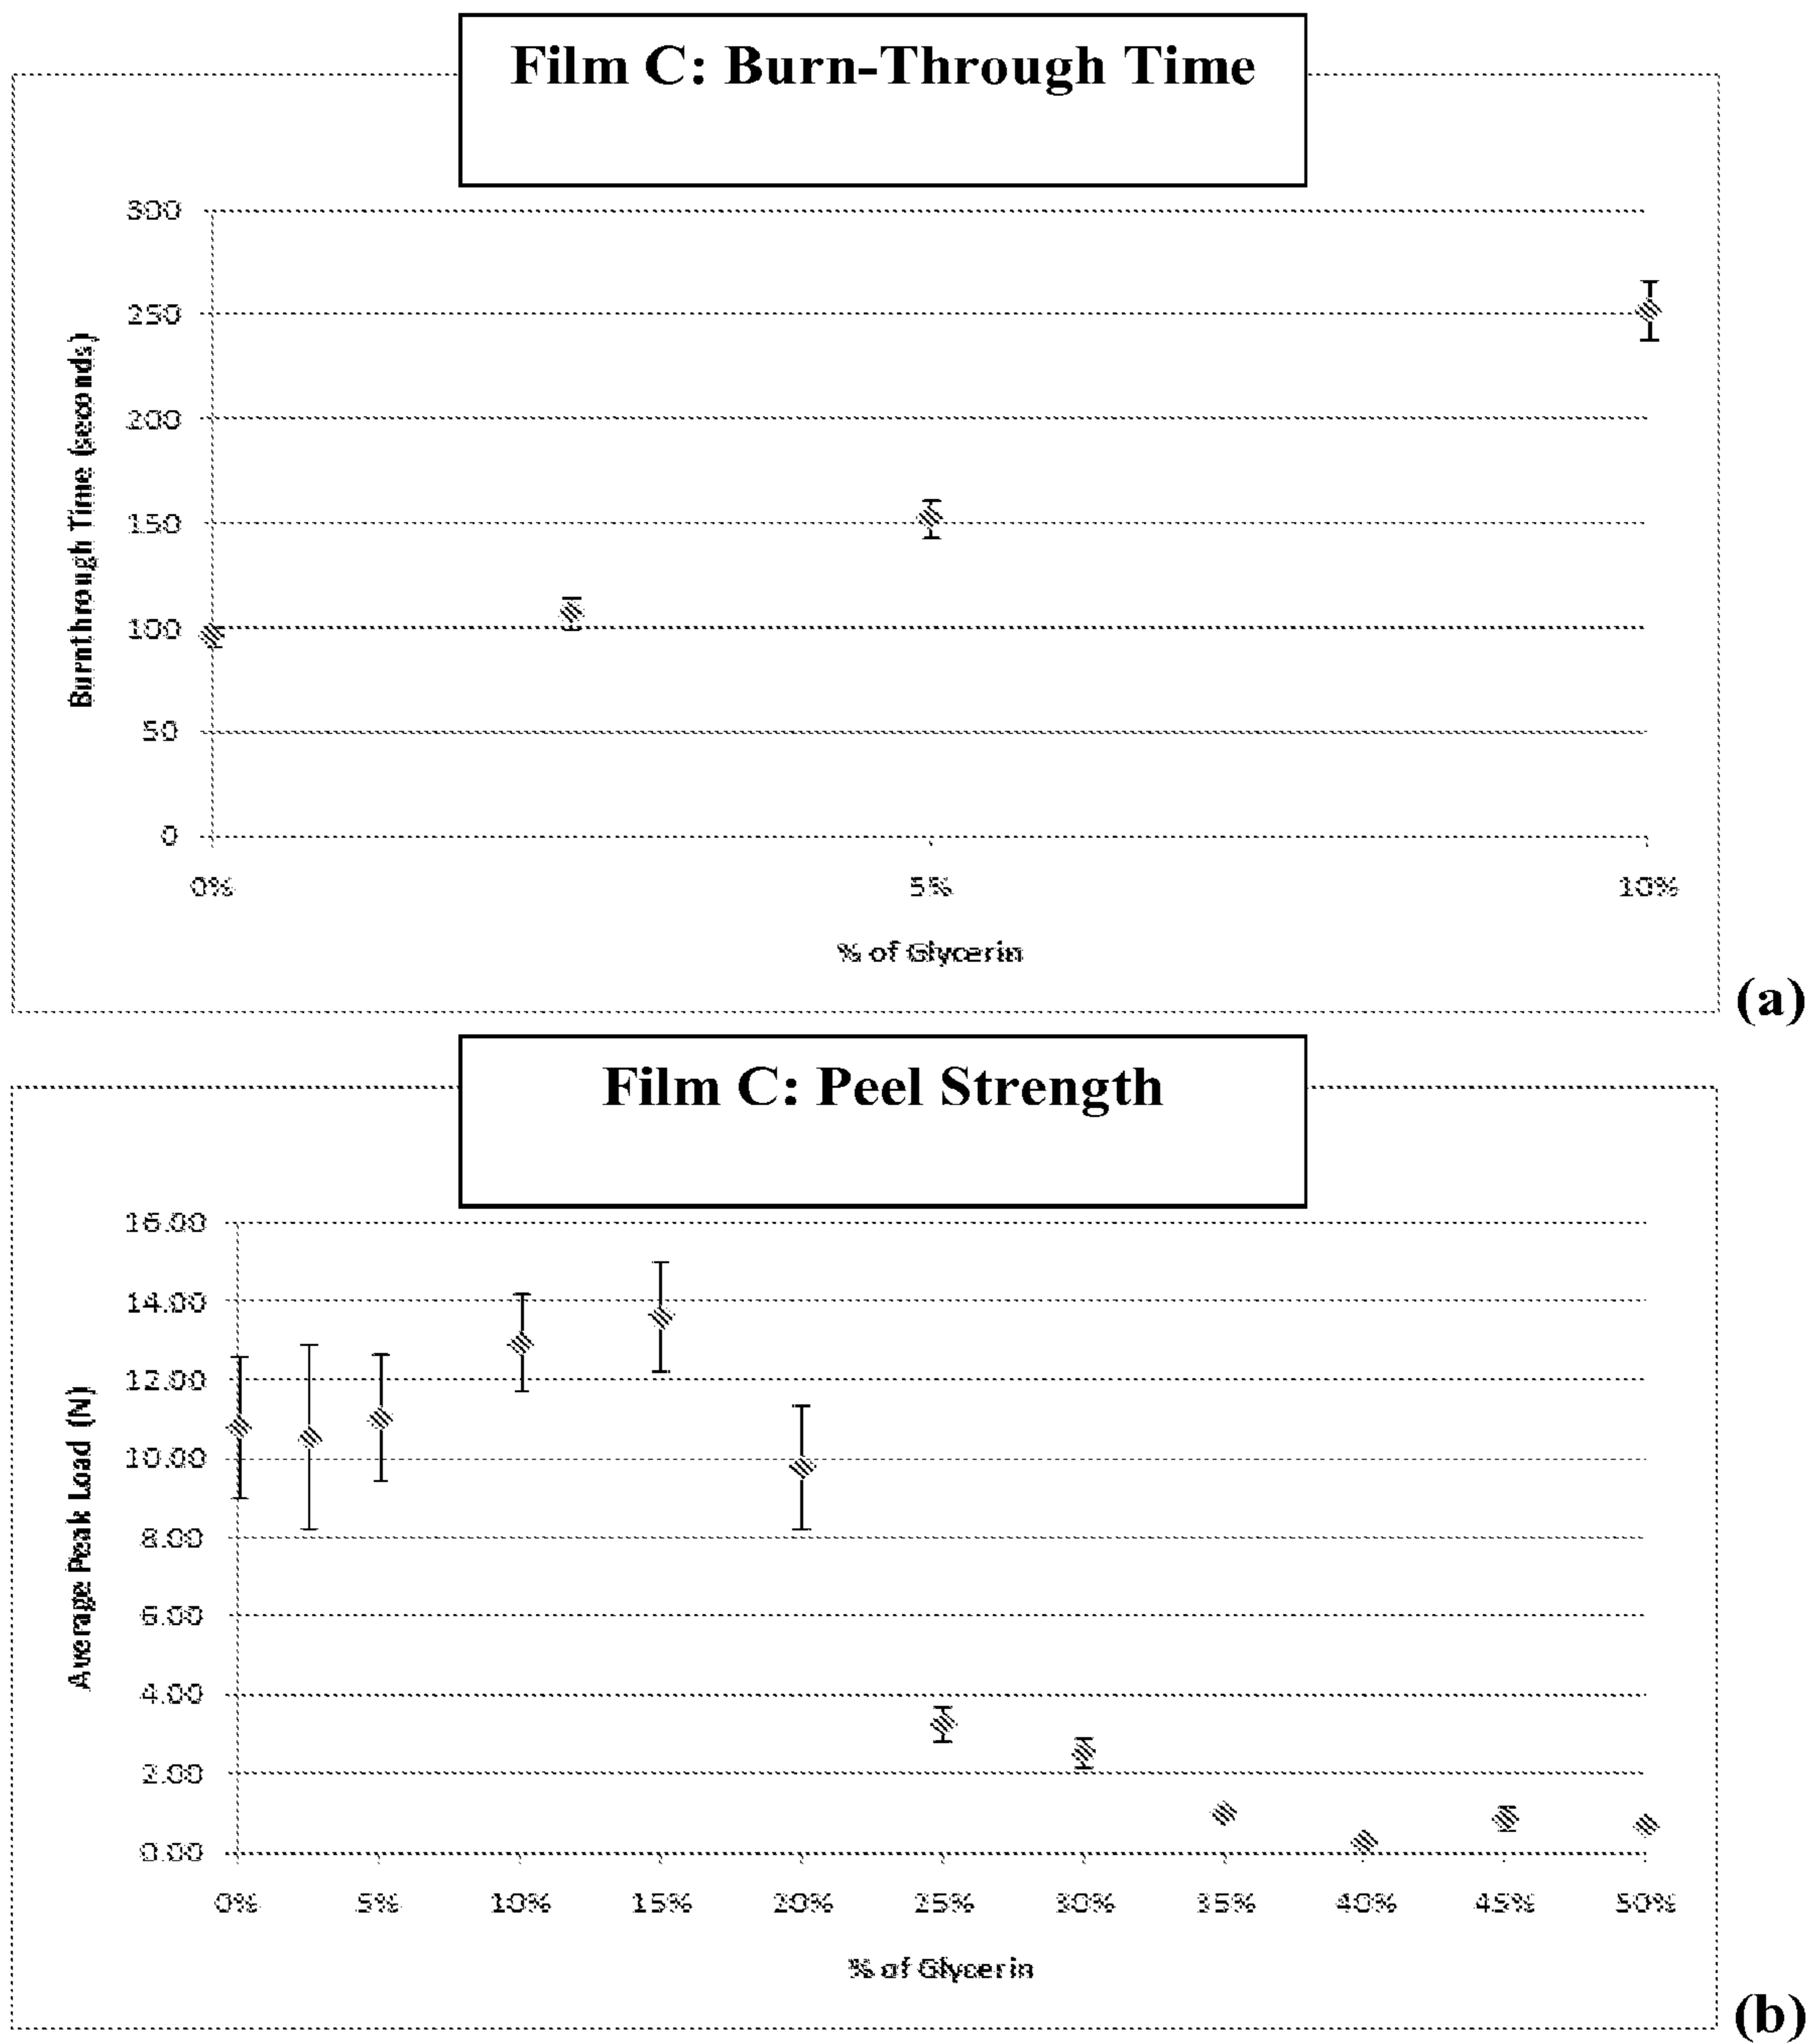 Film C: Burn-Through Time
300
250
200
150
100
50
0
Burnthrough Time (seconds)
0% 5% 10%
% of Glycerin
(a)
Film C: Peel Strength
16.00
14.00
12.00
10.00
8.00
6.00
4.00
2.00
0.00
Average Peak Load (N)
0% 5% 10% 15% 20% 25% 30% 35% 40% 45% 50%
% of Glycerin
(b)